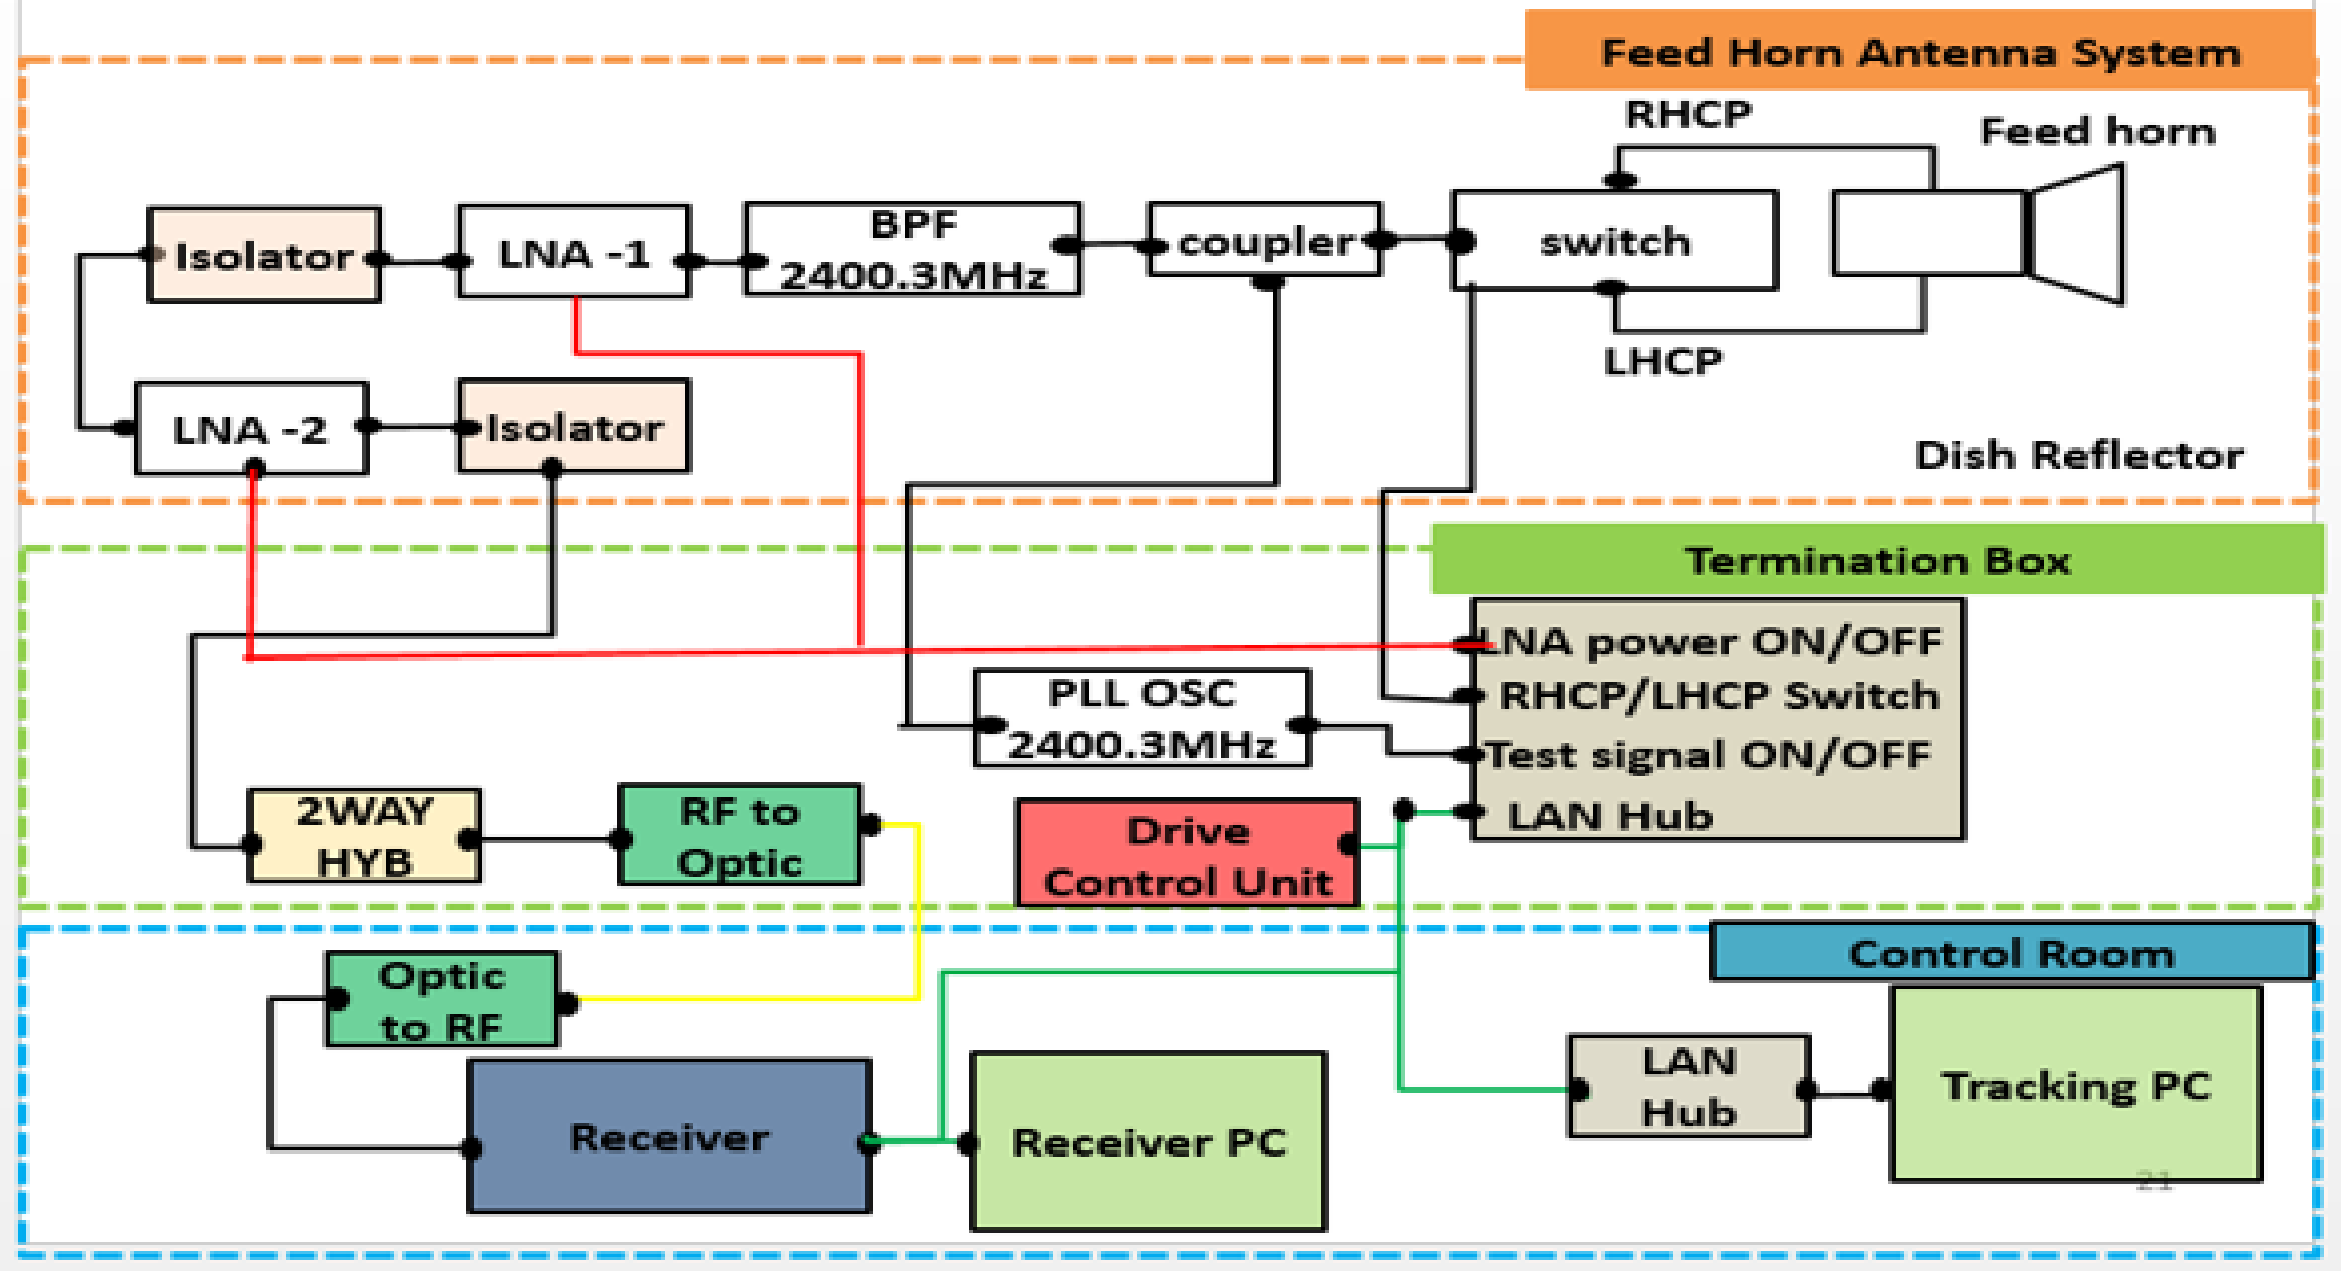 Feed Horn Antenna System
RHCP
Feed horn
Isolator
LNA -1
BPF
2400.3MHz
coupler
switch
LHCP
LNA -2
Isolator
Dish Reflector
Termination Box
LNA power ON/OFF
RHCP/LHCP Switch
Test signal ON/OFF
LAN Hub
PLL OSC
2400.3MHz
2WAY
HYB
RF to
Optic
Drive
Control Unit
Control Room
Optic
to RF
Receiver
Receiver PC
LAN
Hub
Tracking PC
21